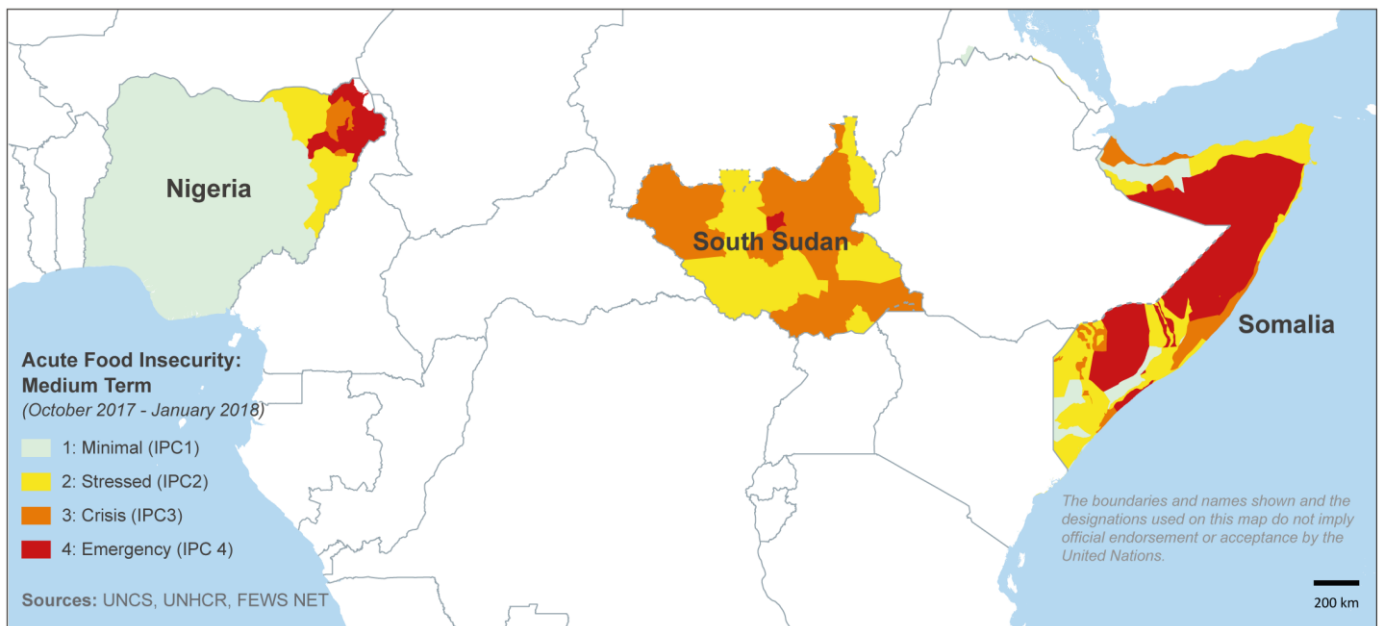 Nigeria
South Sudan
Somalia
Acute Food Insecurity:
Medium Term
(October 2017 - January 2018)
1: Minimal (IPC1)
2: Stressed (IPC2)
3: Crisis (IPC3)
4: Emergency (IPC 4)
Sources: UNCS, UNHCR, FEWS NET
The boundaries and names shown and the
designations used on this map do not imply
official endorsement or acceptance by the
United Nations.
200 km